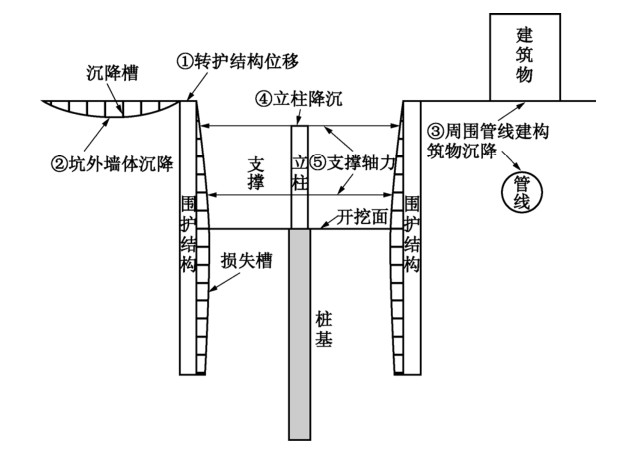 建筑物
①转护结构位移
沉降槽
④立柱降沉
③周围管线建构
筑物沉降
②坑外墙体沉降
支撑
立柱
⑤支撑轴力
管线
围护结构
围护结构
开挖面
损失槽
桩基